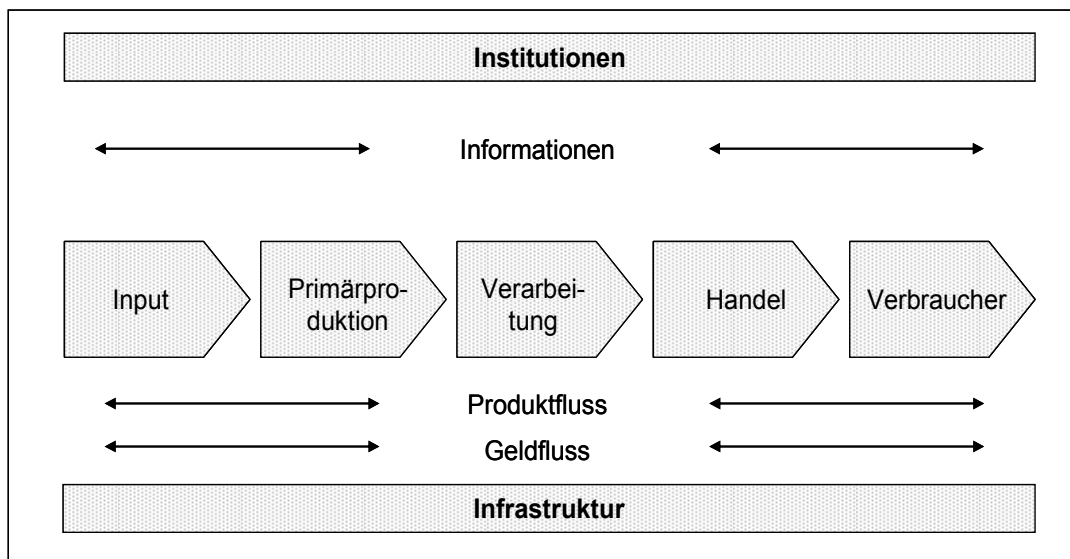 Institutionen
Informationen
Input
Primärpro-
duktion
Verarbei-
tung
Handel
Verbraucher
Produktfluss
Geldfluss
Infrastruktur